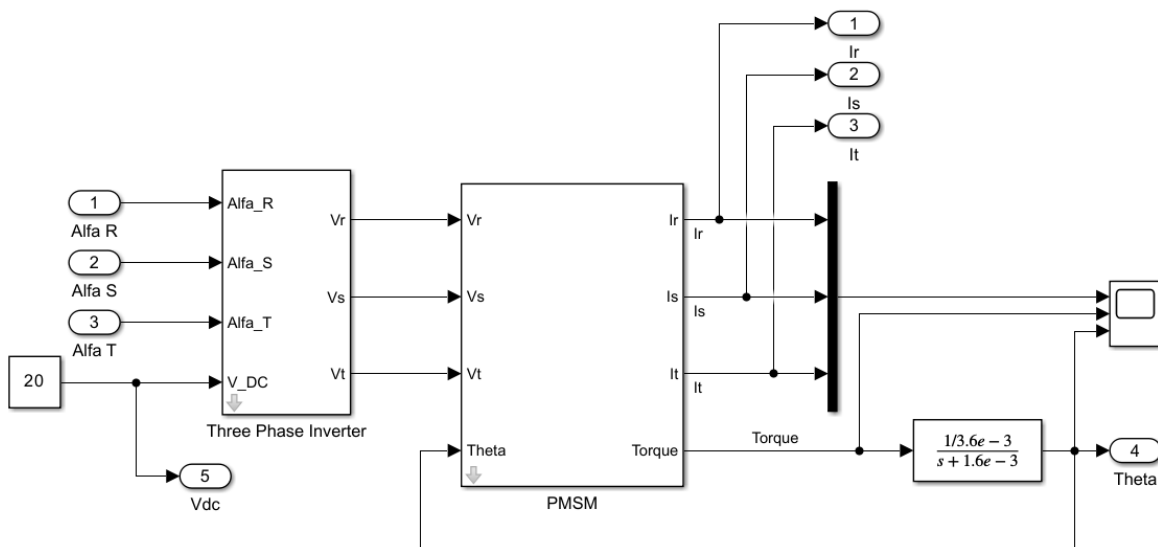 1
Ir
2
Is
3
It
1
Alfa R
2
Alfa S
3
Alfa T
20
5
Vdc
Alfa_R
Alfa_S
Alfa_T
V_DC
Vr
Vs
Vt
Three Phase Inverter
Vr
Vs
Vt
Theta
Ir
Is
It
Torque
PMSM
Ir
Is
It
Torque
1/3.6e − 3
s + 1.6e − 3
4
Theta